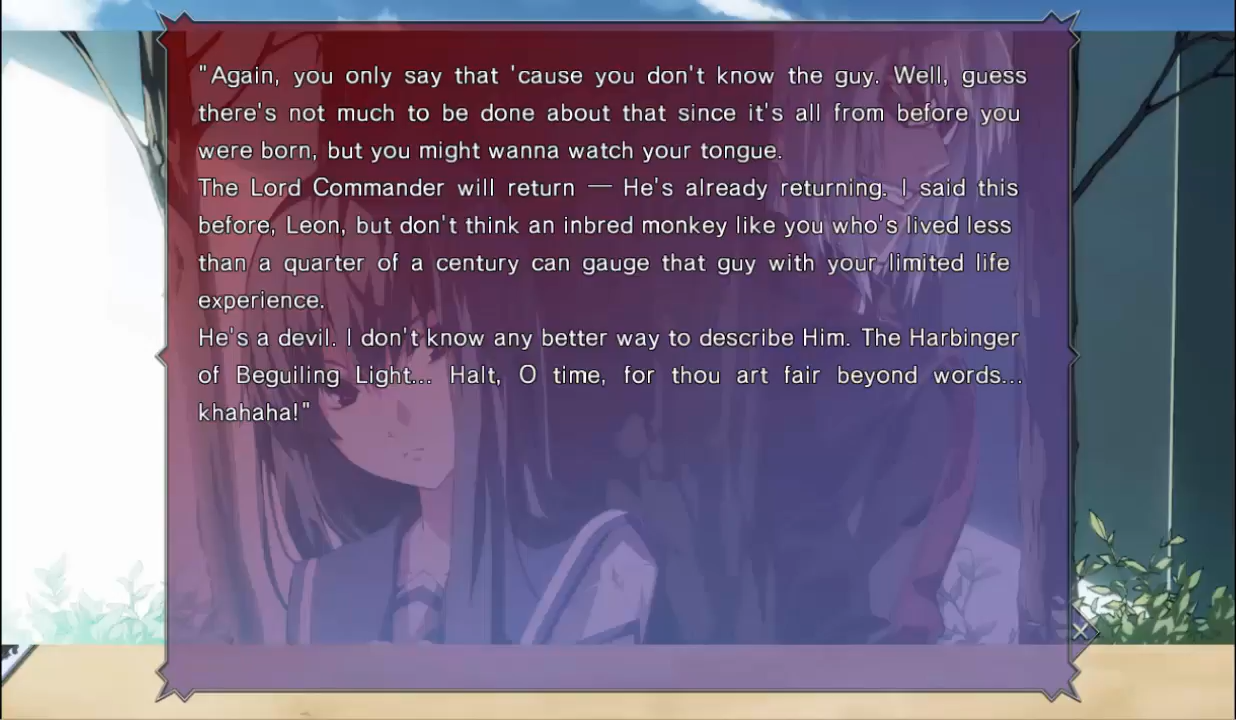 "Again, you only say that 'cause you don't know the guy. Well, guess
there's not much to be done about that since it's all from before you
were born, but you might wanna watch your tongue.
The Lord Commander will return — He's already returning. I said this
before, Leon, but don't think an inbred monkey like you who's lived less
than a quarter of a century can gauge that guy with your limited life
experience.
He's a devil. I don't know any better way to describe Him. The Harbinger
of Beguiling Light... Halt, O time, for thou art fair beyond words...
khahaha!"